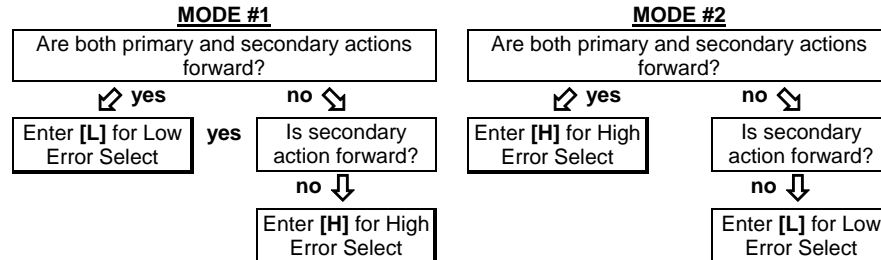 MODE #1
Are both primary and secondary actions
forward?
yes
no
Enter [L] for Low
Error Select
yes
Is secondary
action forward?
no
Enter [H] for High
Error Select
MODE #2
Are both primary and secondary actions
forward?
yes
no
Enter [H] for High
Error Select
Is secondary
action forward?
no
Enter [L] for Low
Error Select